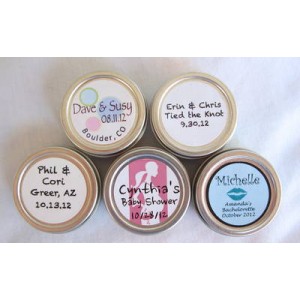 Dave & Susy
08.11.12
Boulder, CO
Erin & Chris
Tied the Knot
9.30.12
Phil &
Cori
Greer, AZ
10.13.12
Cynthia's
Baby Shower
10/28/12
Michelle
Amanda's
Bachelorette
October 2012